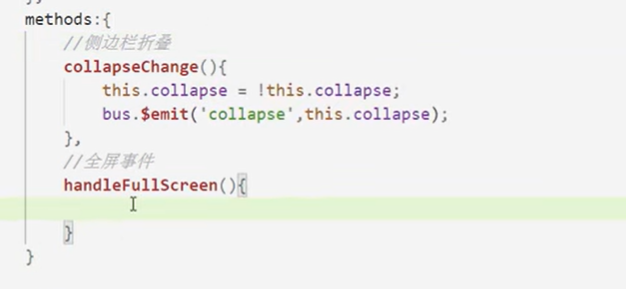 methods:{
//侧边栏折叠
collapseChange(){
this.collapse = !this.collapse;
bus.$emit('collapse',this.collapse);
},
//全屏事件
handleFullScreen(){
}
}